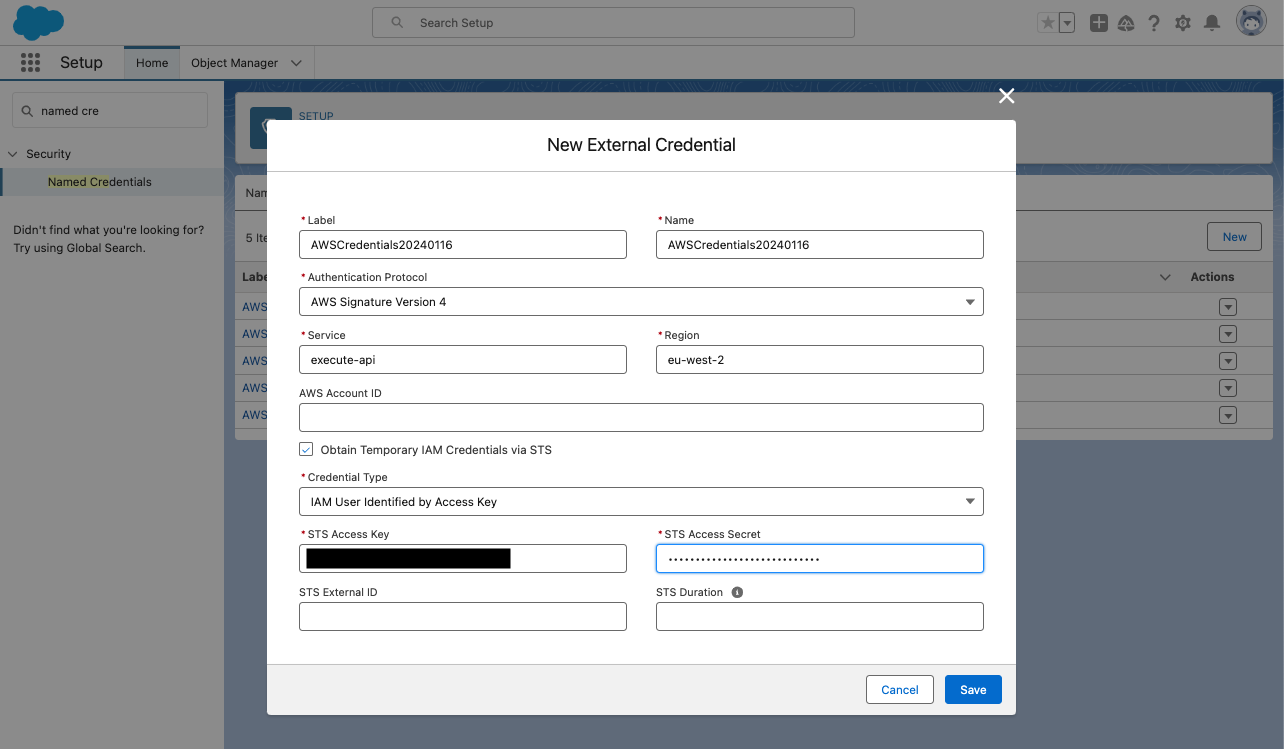 Search Setup
Setup
Home
Object Manager
named cre
Security
Named Credentials
Didn't find what you're looking for?
Try using Global Search.
SETUP
Nam
5 Ite
New
Labe
Actions
AWS
AWS
AWS
AWS
AWS
New External Credential
* Label
AWSCredentials20240116
* Name
AWSCredentials20240116
* Authentication Protocol
AWS Signature Version 4
* Service
execute-api
* Region
eu-west-2
AWS Account ID
Obtain Temporary IAM Credentials via STS
* Credential Type
IAM User Identified by Access Key
* STS Access Key
* STS Access Secret
STS External ID
STS Duration
Cancel
Save